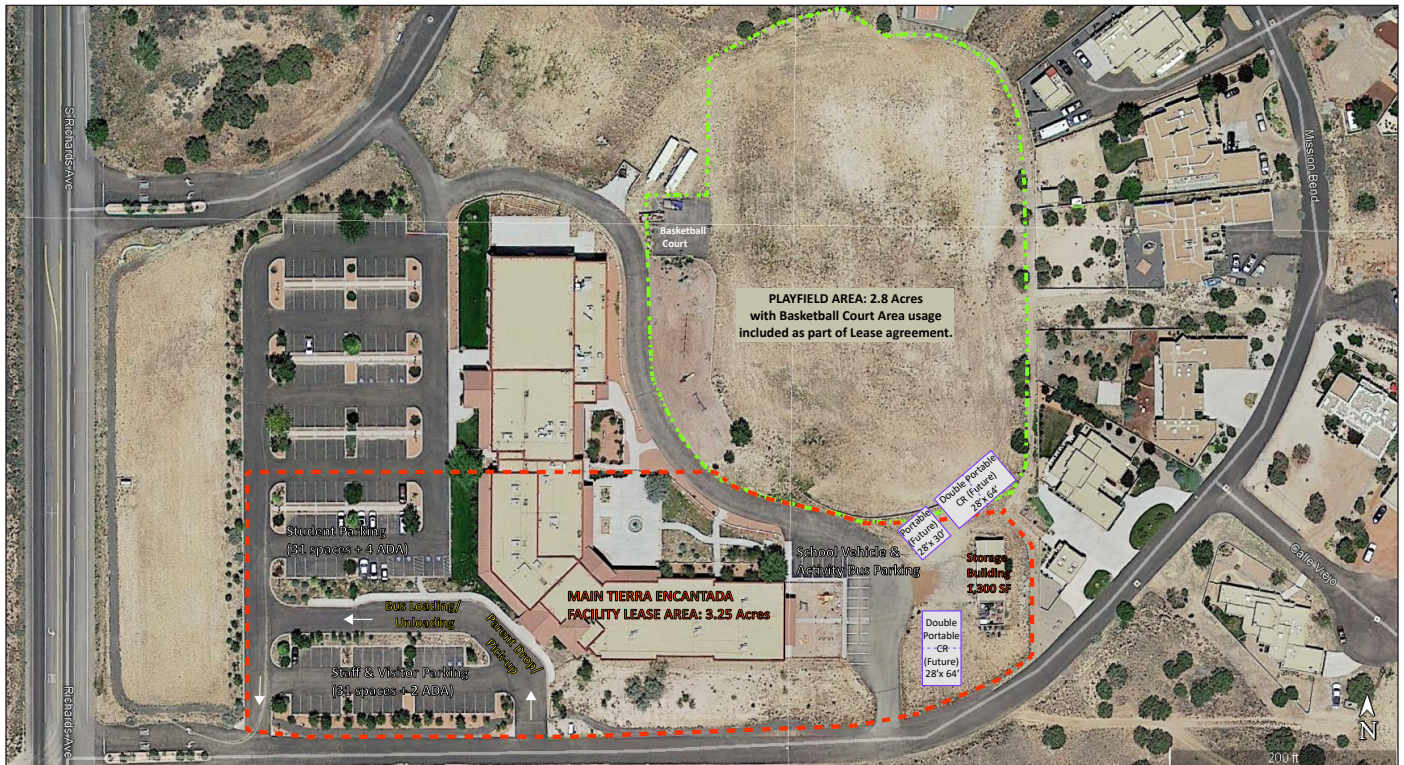 S Richards Ave
Mission Bend
Basketball
Court
PLAYFIELD AREA: 2.8 Acres
with Basketball Court Area usage
included as part of Lease agreement.
Double Portable
CR (Future)
28'x 64'
Portable
(Future)
28'x 30'
Student Parking
(31 spaces + 4 ADA)
School Vehicle &
Activity Bus Parking
Storage
Building
1,300 SF
Calle Viejo
MAIN TIERRA ENCANTADA
FACILITY LEASE AREA: 3.25 Acres
Bus Loading/
Unloading
Parent Drop/
Pick-up
Double
Portable
CR
(Future)
28'x 64'
Staff & Visitor Parking
(31 spaces + 2 ADA)
Richards Ave
N
200 ft